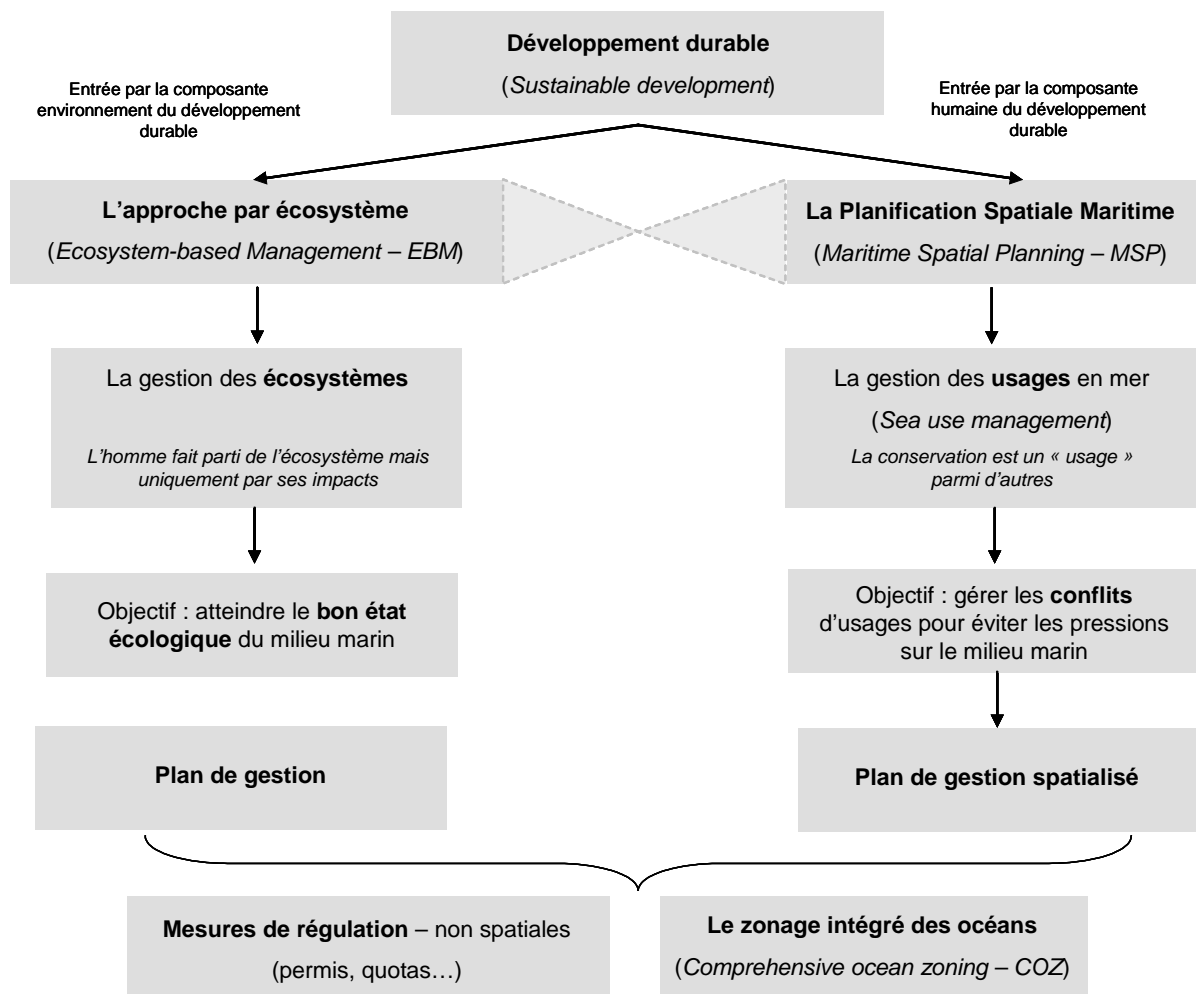 Développement durable
(Sustainable development)
Entrée par la composante
environnement du développement
durable
Entrée par la composante
humaine du développement
durable
L'approche par écosystème
(Ecosystem-based Management – EBM)
La Planification Spatiale Maritime
(Maritime Spatial Planning – MSP)
La gestion des écosystèmes
L'homme fait parti de l'écosystème mais
uniquement par ses impacts
La gestion des usages en mer
(Sea use management)
La conservation est un « usage »
parmi d'autres
Objectif : atteindre le bon état
écologique du milieu marin
Objectif : gérer les conflits
d'usages pour éviter les pressions
sur le milieu marin
Plan de gestion
Plan de gestion spatialisé
Mesures de régulation – non spatiales
(permis, quotas…)
Le zonage intégré des océans
(Comprehensive ocean zoning – COZ)